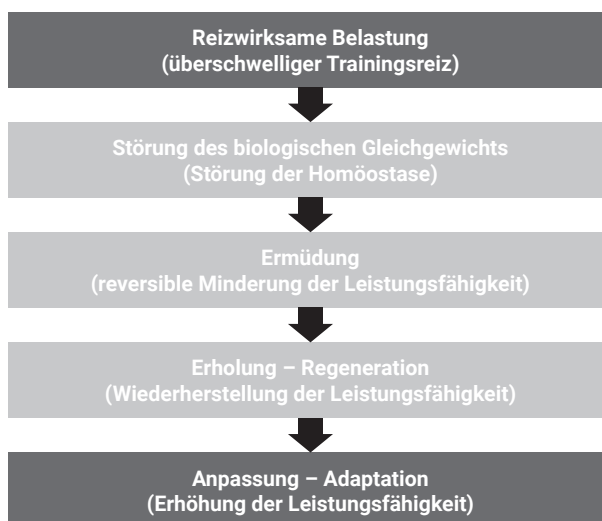 Reizwirksame Belastung
(überschwelliger Trainingsreiz)
Störung des biologischen Gleichgewichts
(Störung der Homöostase)
Ermüdung
(reversible Minderung der Leistungsfähigkeit)
Erholung – Regeneration
(Wiederherstellung der Leistungsfähigkeit)
Anpassung – Adaptation
(Erhöhung der Leistungsfähigkeit)